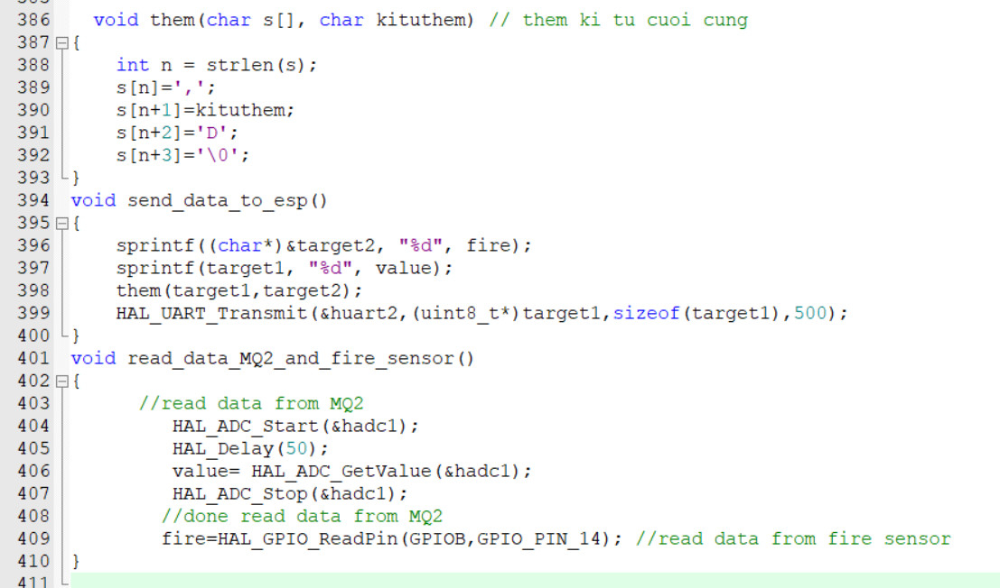 386 void them(char s[], char kituthem) // them ki tu cuoi cung
387 {
388 int n = strlen(s);
389 s[n]=',';
390 s[n+1]=kituthem;
391 s[n+2]='D';
392 s[n+3]='\0';
393 }
394 void send_data_to_esp()
395 {
396 sprintf((char*)&target2, "%d", fire);
397 sprintf(target1, "%d", value);
398 them(target1,target2);
399 HAL_UART_Transmit(&huart2,(uint8_t*)target1,sizeof(target1),500);
400 }
401 void read_data_MQ2_and_fire_sensor()
402 {
403 //read data from MQ2
404 HAL_ADC_Start(&hadc1);
405 HAL_Delay(50);
406 value= HAL_ADC_GetValue(&hadc1);
407 HAL_ADC_Stop(&hadc1);
408 //done read data from MQ2
409 fire=HAL_GPIO_ReadPin(GPIOB,GPIO_PIN_14); //read data from fire sensor
410 }
411